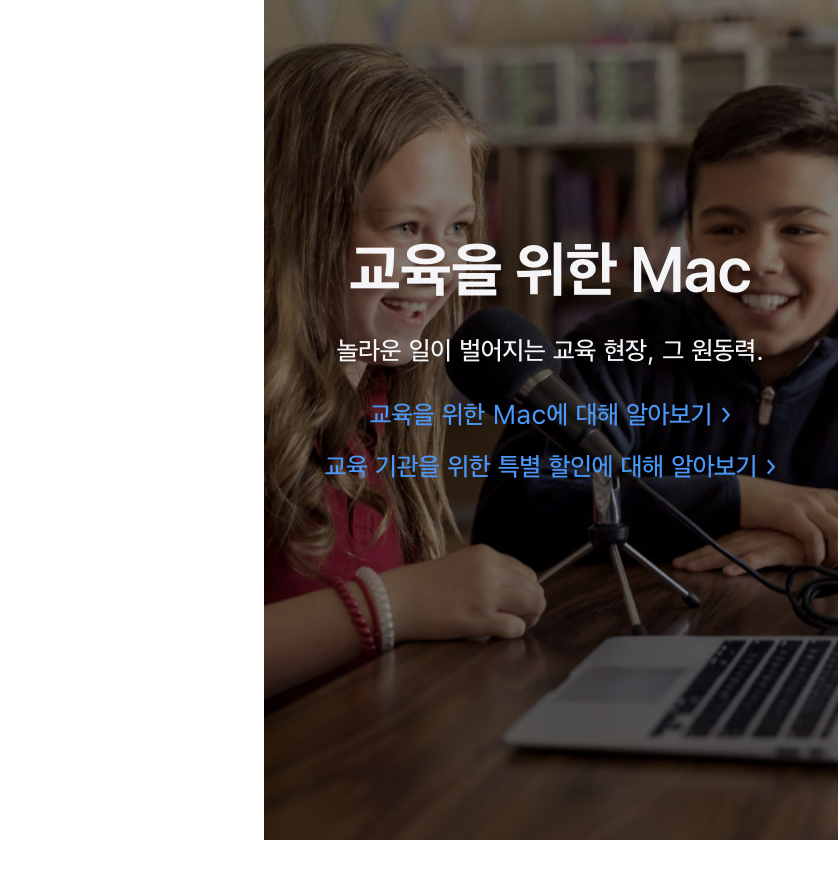 교육을 위한 Mac
놀라운 일이 벌어지는 교육 현장, 그 원동력.
교육을 위한 Mac에 대해 알아보기 >
교육 기관을 위한 특별 할인에 대해 알아보기 >